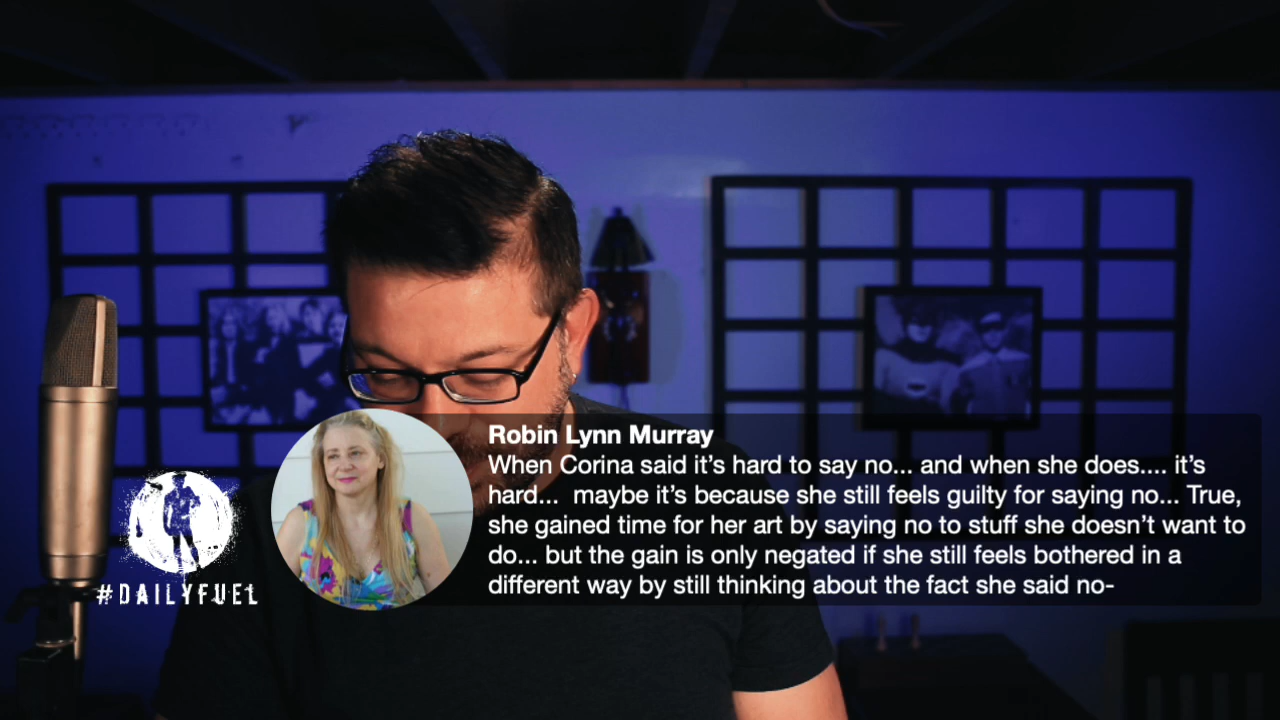 Robin Lynn Murray
When Corina said it’s hard to say no... and when she does.... it’s
hard...  maybe it’s because she still feels guilty for saying no... True,
she gained time for her art by saying no to stuff she doesn’t want to
do... but the gain is only negated if she still feels bothered in a
different way by still thinking about the fact she said no-
#DAILYFUEL